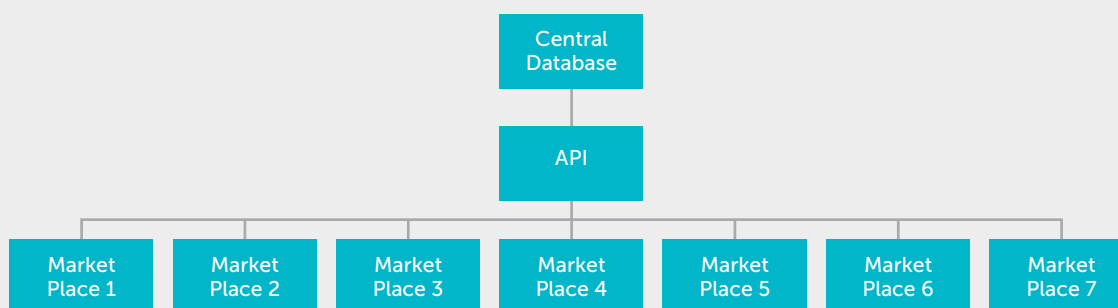 Central
Database
API
Market
Place 1
Market
Place 2
Market
Place 3
Market
Place 4
Market
Place 5
Market
Place 6
Market
Place 7